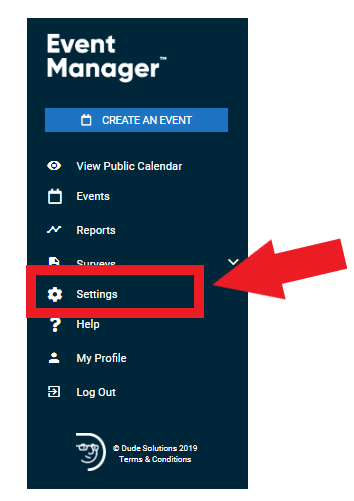 Event
Manager™
CREATE AN EVENT
View Public Calendar
Events
Reports
Surveys
Settings
Help
My Profile
Log Out
© Dude Solutions 2019
Terms & Conditions